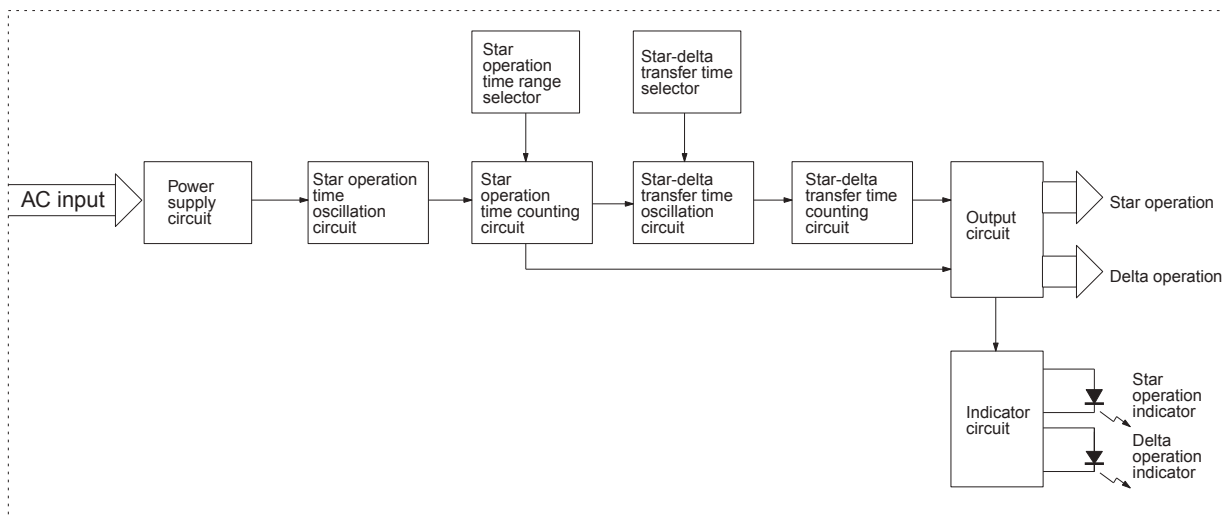 Star
operation
time range
selector
Star-delta
transfer time
selector
AC input
Power
supply
circuit
Star operation
time
oscillation
circuit
Star
operation
time counting
circuit
Star-delta
transfer time
oscillation
circuit
Star-delta
transfer time
counting
circuit
Output
circuit
Star operation
Delta operation
Indicator
circuit
Star
operation
indicator
Delta
operation
indicator